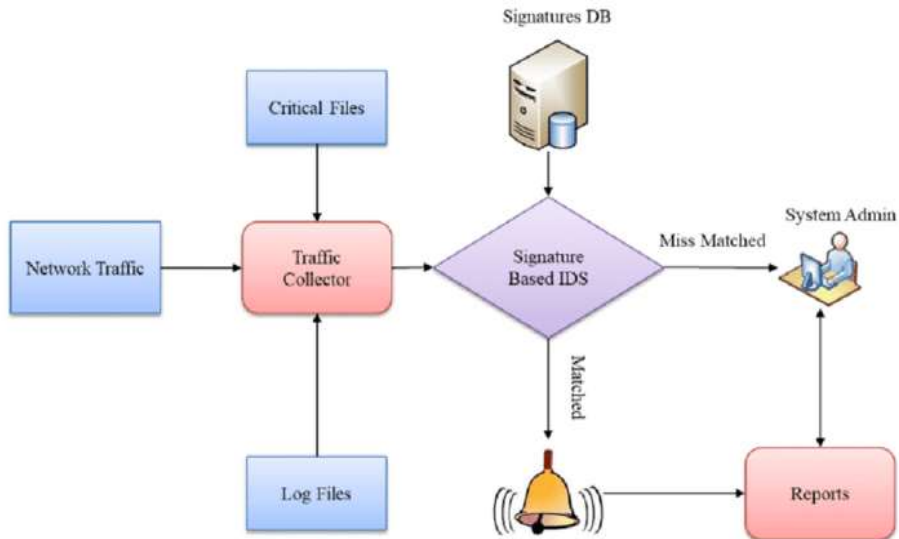 Signatures DB
Critical Files
System Admin
Network Traffic
Traffic
Collector
Signature
Based IDS
Miss Matched
Matched
Log Files
Reports